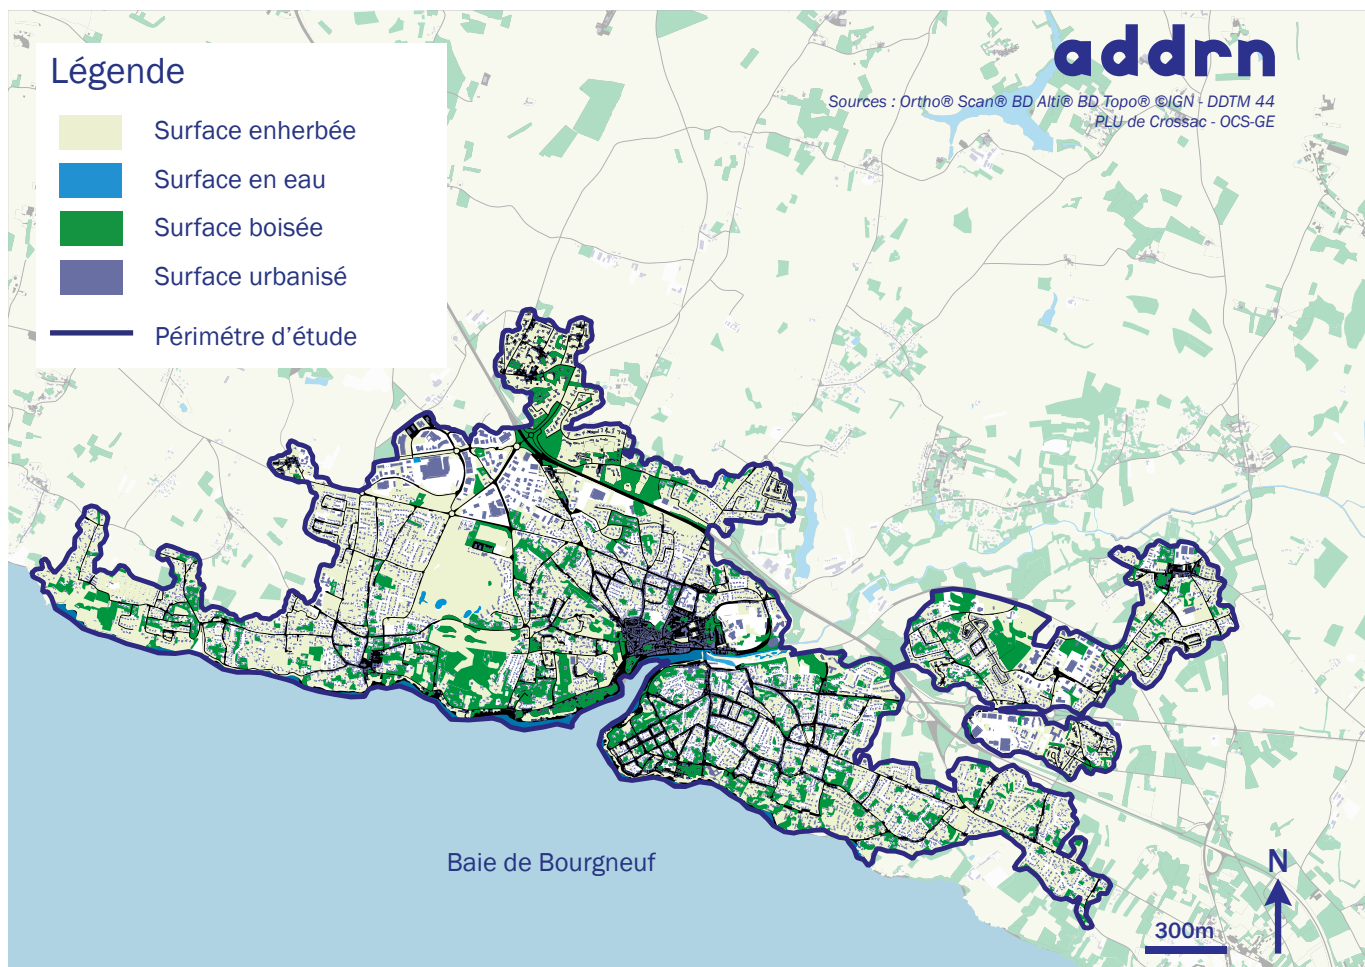 Légende
Surface enherbée
Surface en eau
Surface boisée
Surface urbanisé
Périmétre d'étude
addrn
Sources : Ortho® Scan® BD Alti® BD Topo® ©IGN - DDTM 44
PLU de Crossac - OCS-GE
Baie de Bourgneuf
N
300m